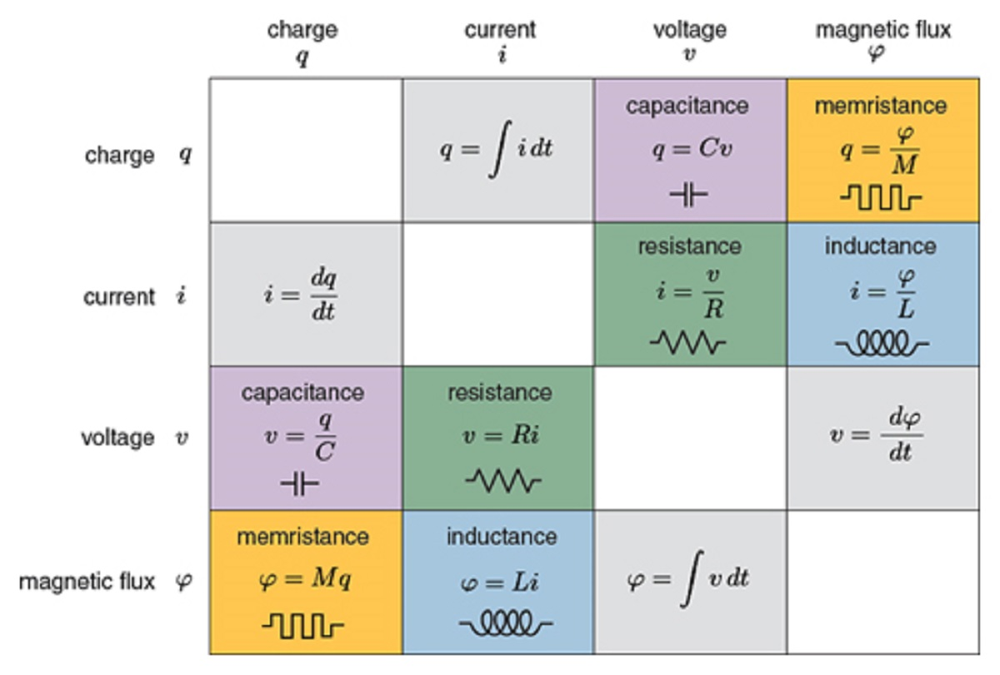 charge current voltage magnetic flux
q i v φ
capacitance memristance
charge q q = ∫ i dt q = Cv q = φ/M
resistance inductance
current i i = dq/dt i = v/R i = φ/L
capacitance resistance
voltage v v = q/C v = Ri v = dφ/dt
memristance inductance
magnetic flux φ φ = Mq φ = Li φ = ∫ v dt